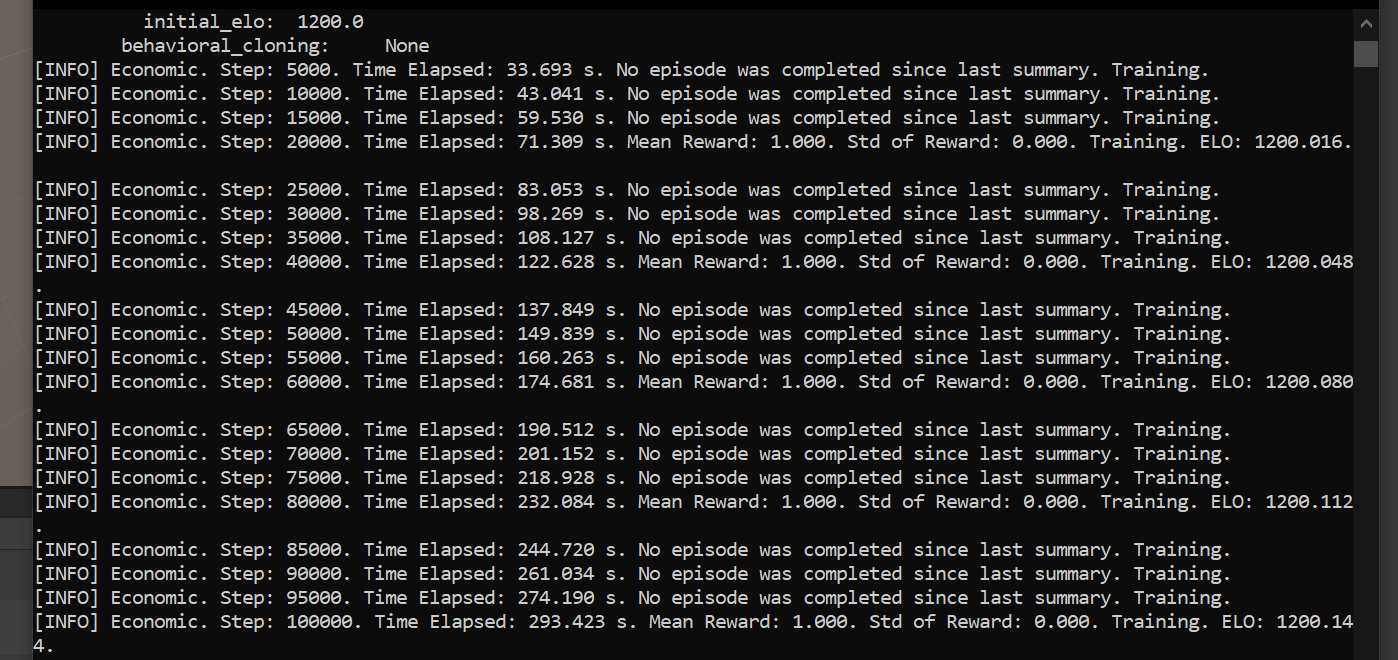 initial_elo:  1200.0
behavioral_cloning:     None
[INFO] Economic. Step: 5000. Time Elapsed: 33.693 s. No episode was completed since last summary. Training.
[INFO] Economic. Step: 10000. Time Elapsed: 43.041 s. No episode was completed since last summary. Training.
[INFO] Economic. Step: 15000. Time Elapsed: 59.530 s. No episode was completed since last summary. Training.
[INFO] Economic. Step: 20000. Time Elapsed: 71.309 s. Mean Reward: 1.000. Std of Reward: 0.000. Training. ELO: 1200.016.
[INFO] Economic. Step: 25000. Time Elapsed: 83.053 s. No episode was completed since last summary. Training.
[INFO] Economic. Step: 30000. Time Elapsed: 98.269 s. No episode was completed since last summary. Training.
[INFO] Economic. Step: 35000. Time Elapsed: 108.127 s. No episode was completed since last summary. Training.
[INFO] Economic. Step: 40000. Time Elapsed: 122.628 s. Mean Reward: 1.000. Std of Reward: 0.000. Training. ELO: 1200.048
.
[INFO] Economic. Step: 45000. Time Elapsed: 137.849 s. No episode was completed since last summary. Training.
[INFO] Economic. Step: 50000. Time Elapsed: 149.839 s. No episode was completed since last summary. Training.
[INFO] Economic. Step: 55000. Time Elapsed: 160.263 s. No episode was completed since last summary. Training.
[INFO] Economic. Step: 60000. Time Elapsed: 174.681 s. Mean Reward: 1.000. Std of Reward: 0.000. Training. ELO: 1200.080
.
[INFO] Economic. Step: 65000. Time Elapsed: 190.512 s. No episode was completed since last summary. Training.
[INFO] Economic. Step: 70000. Time Elapsed: 201.152 s. No episode was completed since last summary. Training.
[INFO] Economic. Step: 75000. Time Elapsed: 218.928 s. No episode was completed since last summary. Training.
[INFO] Economic. Step: 80000. Time Elapsed: 232.084 s. Mean Reward: 1.000. Std of Reward: 0.000. Training. ELO: 1200.112
.
[INFO] Economic. Step: 85000. Time Elapsed: 244.720 s. No episode was completed since last summary. Training.
[INFO] Economic. Step: 90000. Time Elapsed: 261.034 s. No episode was completed since last summary. Training.
[INFO] Economic. Step: 95000. Time Elapsed: 274.190 s. No episode was completed since last summary. Training.
[INFO] Economic. Step: 100000. Time Elapsed: 293.423 s. Mean Reward: 1.000. Std of Reward: 0.000. Training. ELO: 1200.14
4.